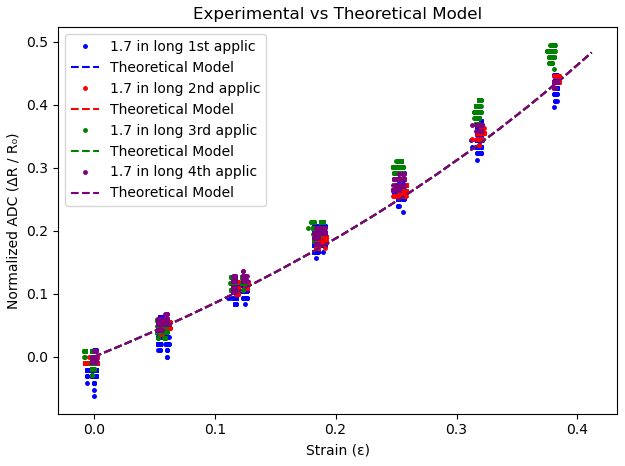 Experimental vs Theoretical Model
1.7 in long 1st applic
Theoretical Model
1.7 in long 2nd applic
Theoretical Model
1.7 in long 3rd applic
Theoretical Model
1.7 in long 4th applic
Theoretical Model
Normalized ADC (ΔR / R₀)
0.5
0.4
0.3
0.2
0.1
0.0
0.0 0.1 0.2 0.3 0.4
Strain (ε)